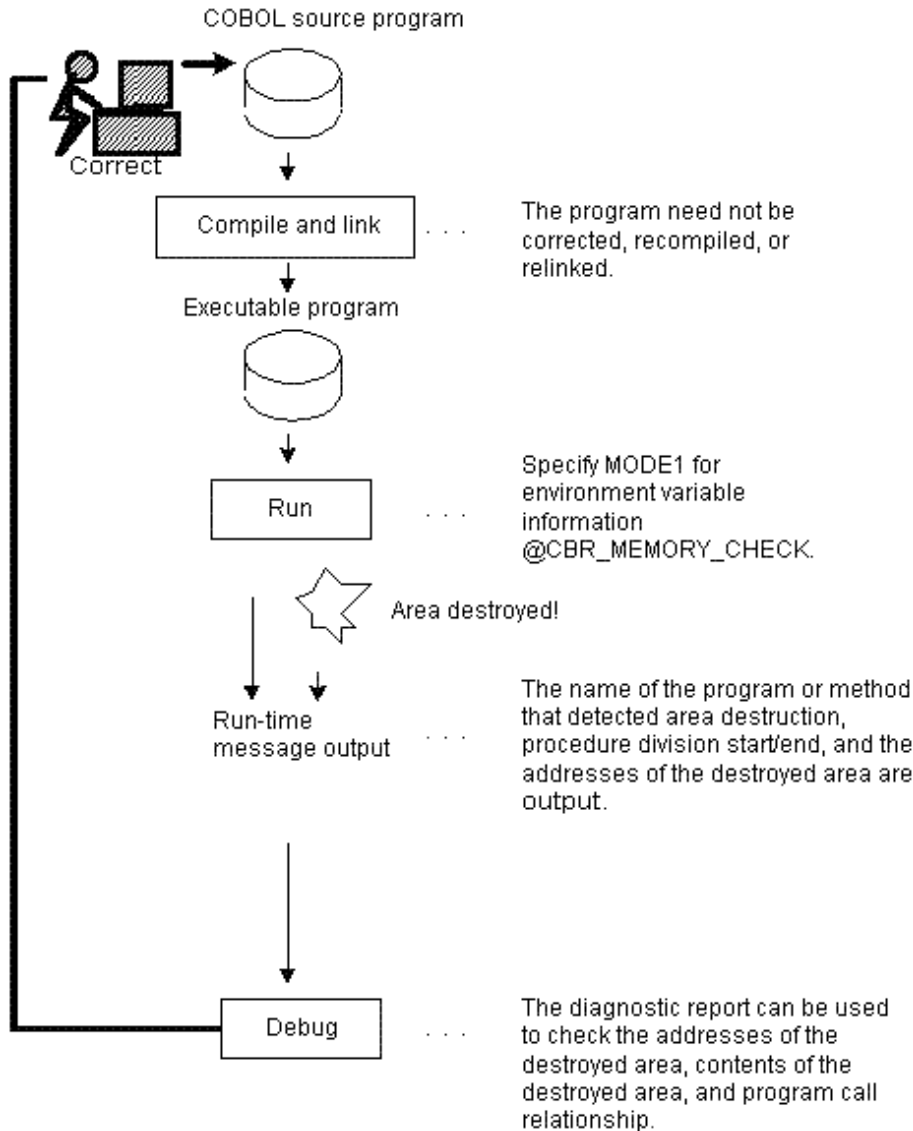 COBOL source program
Correct
Compile and link
. . .
The program need not be
corrected, recompiled, or
relinked.
Executable program
Run
. . .
Specify MODE1 for
environment variable
information
@CBR_MEMORY_CHECK.
Area destroyed!
Run-time
message output
. . .
The name of the program or method
that detected area destruction,
procedure division start/end, and the
addresses of the destroyed area are
output.
Debug
. . .
The diagnostic report can be used
to check the addresses of the
destroyed area, contents of the
destroyed area, and program call
relationship.